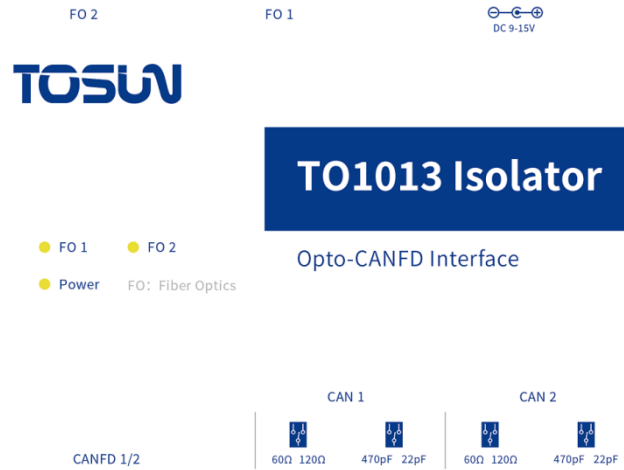 FO 2 FO 1
DC 9-15V
TOSUN
TO1013 Isolator
FO 1 FO 2
Opto-CANFD Interface
Power FO: Fiber Optics
CAN 1 CAN 2
CANFD 1/2 60Ω 120Ω 470pF 22pF 60Ω 120Ω 470pF 22pF